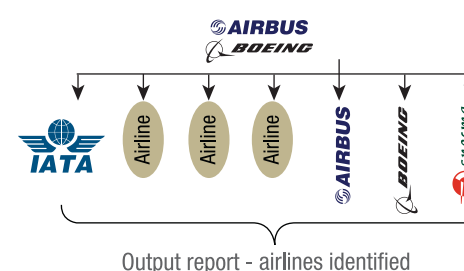 AIRBUS
BOEING
IATA
Airline
Airline
Airline
AIRBUS
BOEING
Output report - airlines identified